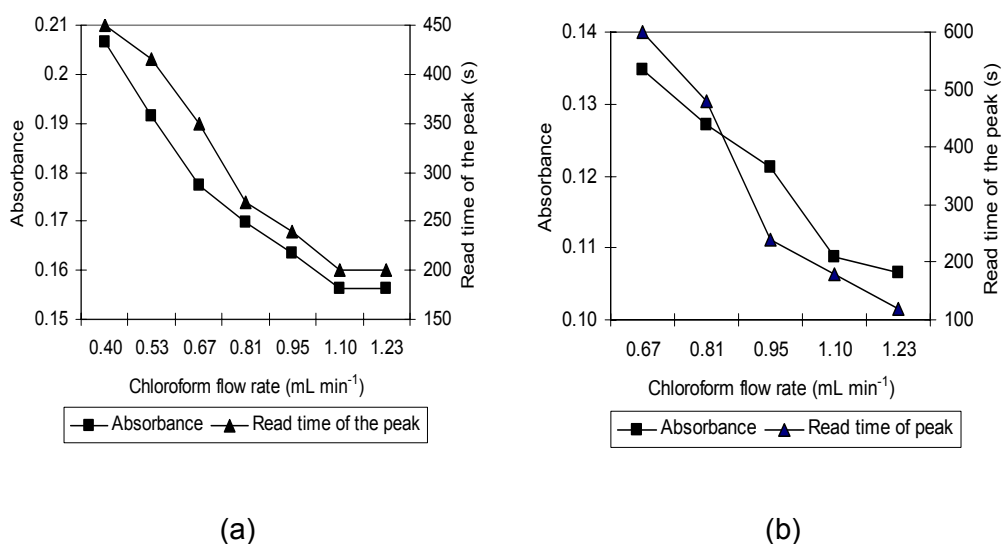 0.21
0.2
0.19
0.18
0.17
0.16
0.15
Absorbance
450
400
350
300
250
200
150
Read time of the peak (s)
0.40 0.53 0.67 0.81 0.95 1.10 1.23
Chloroform flow rate (mL min⁻¹)
Absorbance Read time of the peak
(a)
0.14
0.13
0.12
0.11
0.10
Absorbance
600
500
400
300
200
100
Read time of the peak (s)
0.67 0.81 0.95 1.10 1.23
Chloroform flow rate (mL min⁻¹)
Absorbance Read time of peak
(b)